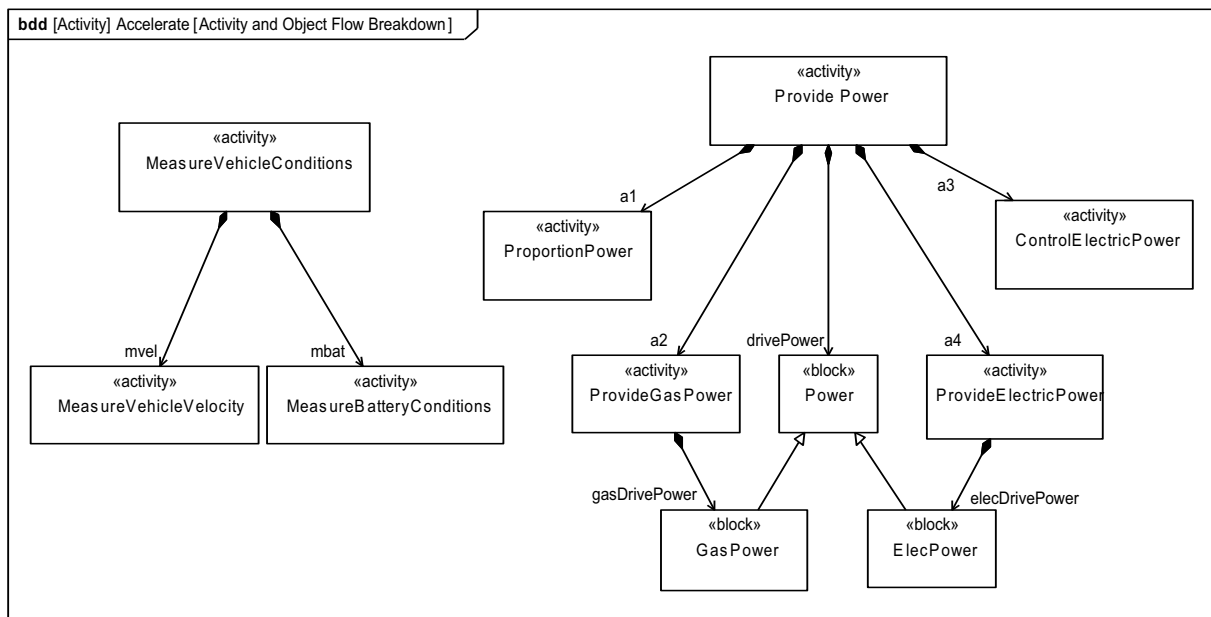 bdd [Activity] Accelerate [Activity and Object Flow Breakdown]
«activity»
Provide Power
«activity»
MeasureVehicleConditions
a1
a3
«activity»
ProportionPower
«activity»
ControlElectricPower
mvel
mbat
a2
drivePower
a4
«activity»
MeasureVehicleVelocity
«activity»
MeasureBatteryConditions
«activity»
ProvideGasPower
«block»
Power
«activity»
ProvideElectricPower
gasDrivePower
elecDrivePower
«block»
GasPower
«block»
ElecPower